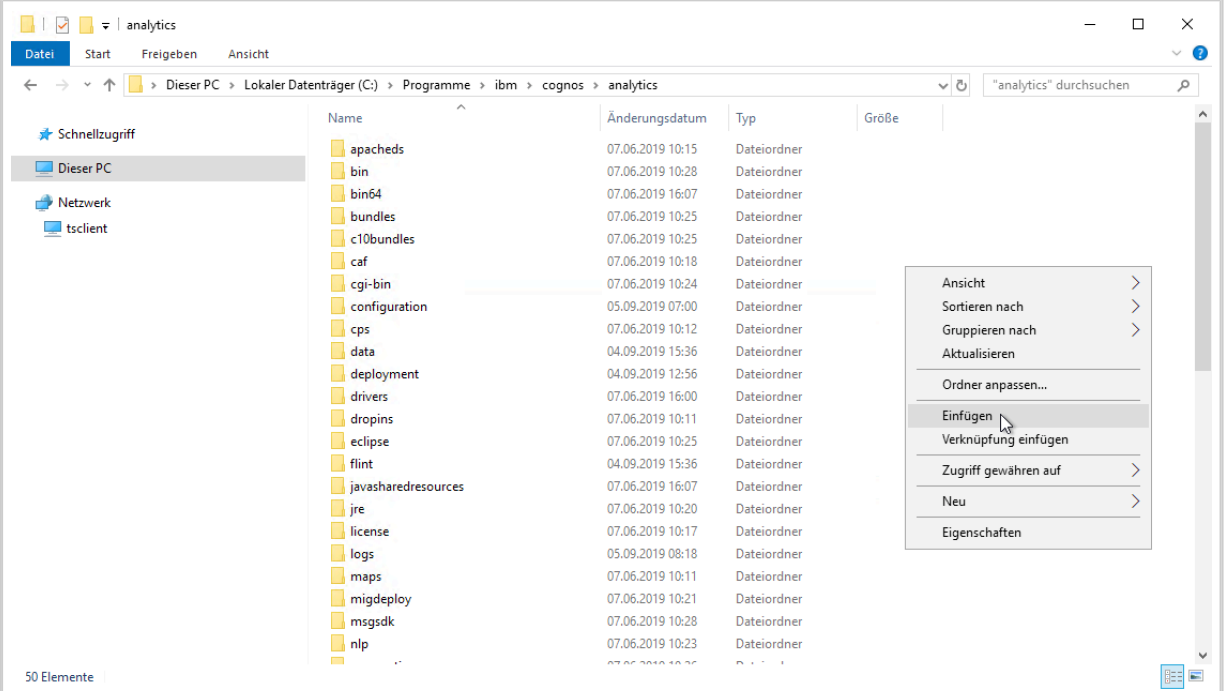 analytics
Datei Start Freigeben Ansicht
Dieser PC Lokaler Datenträger (C:) Programme ibm cognos analytics "analytics" durchsuchen
Schnellzugriff
Dieser PC
Netzwerk
tsclient
Name Änderungsdatum Typ Größe
apacheds 07.06.2019 10:15 Dateiordner
bin 07.06.2019 10:28 Dateiordner
bin64 07.06.2019 16:07 Dateiordner
bundles 07.06.2019 10:25 Dateiordner
c10bundles 07.06.2019 10:25 Dateiordner
caf 07.06.2019 10:18 Dateiordner
cgi-bin 07.06.2019 10:24 Dateiordner
configuration 05.09.2019 07:00 Dateiordner
cps 07.06.2019 10:12 Dateiordner
data 04.09.2019 15:36 Dateiordner
deployment 04.09.2019 12:56 Dateiordner
drivers 07.06.2019 16:00 Dateiordner
dropins 07.06.2019 10:11 Dateiordner
eclipse 07.06.2019 10:25 Dateiordner
flint 04.09.2019 15:36 Dateiordner
javasharedresources 07.06.2019 16:07 Dateiordner
jre 07.06.2019 10:20 Dateiordner
license 07.06.2019 10:17 Dateiordner
logs 05.09.2019 08:18 Dateiordner
maps 07.06.2019 10:11 Dateiordner
migdeploy 07.06.2019 10:21 Dateiordner
msgsdk 07.06.2019 10:28 Dateiordner
nlp 07.06.2019 10:23 Dateiordner
Ansicht
Sortieren nach
Gruppieren nach
Aktualisieren
Ordner anpassen...
Einfügen
Verknüpfung einfügen
Zugriff gewähren auf
Neu
Eigenschaften
50 Elemente